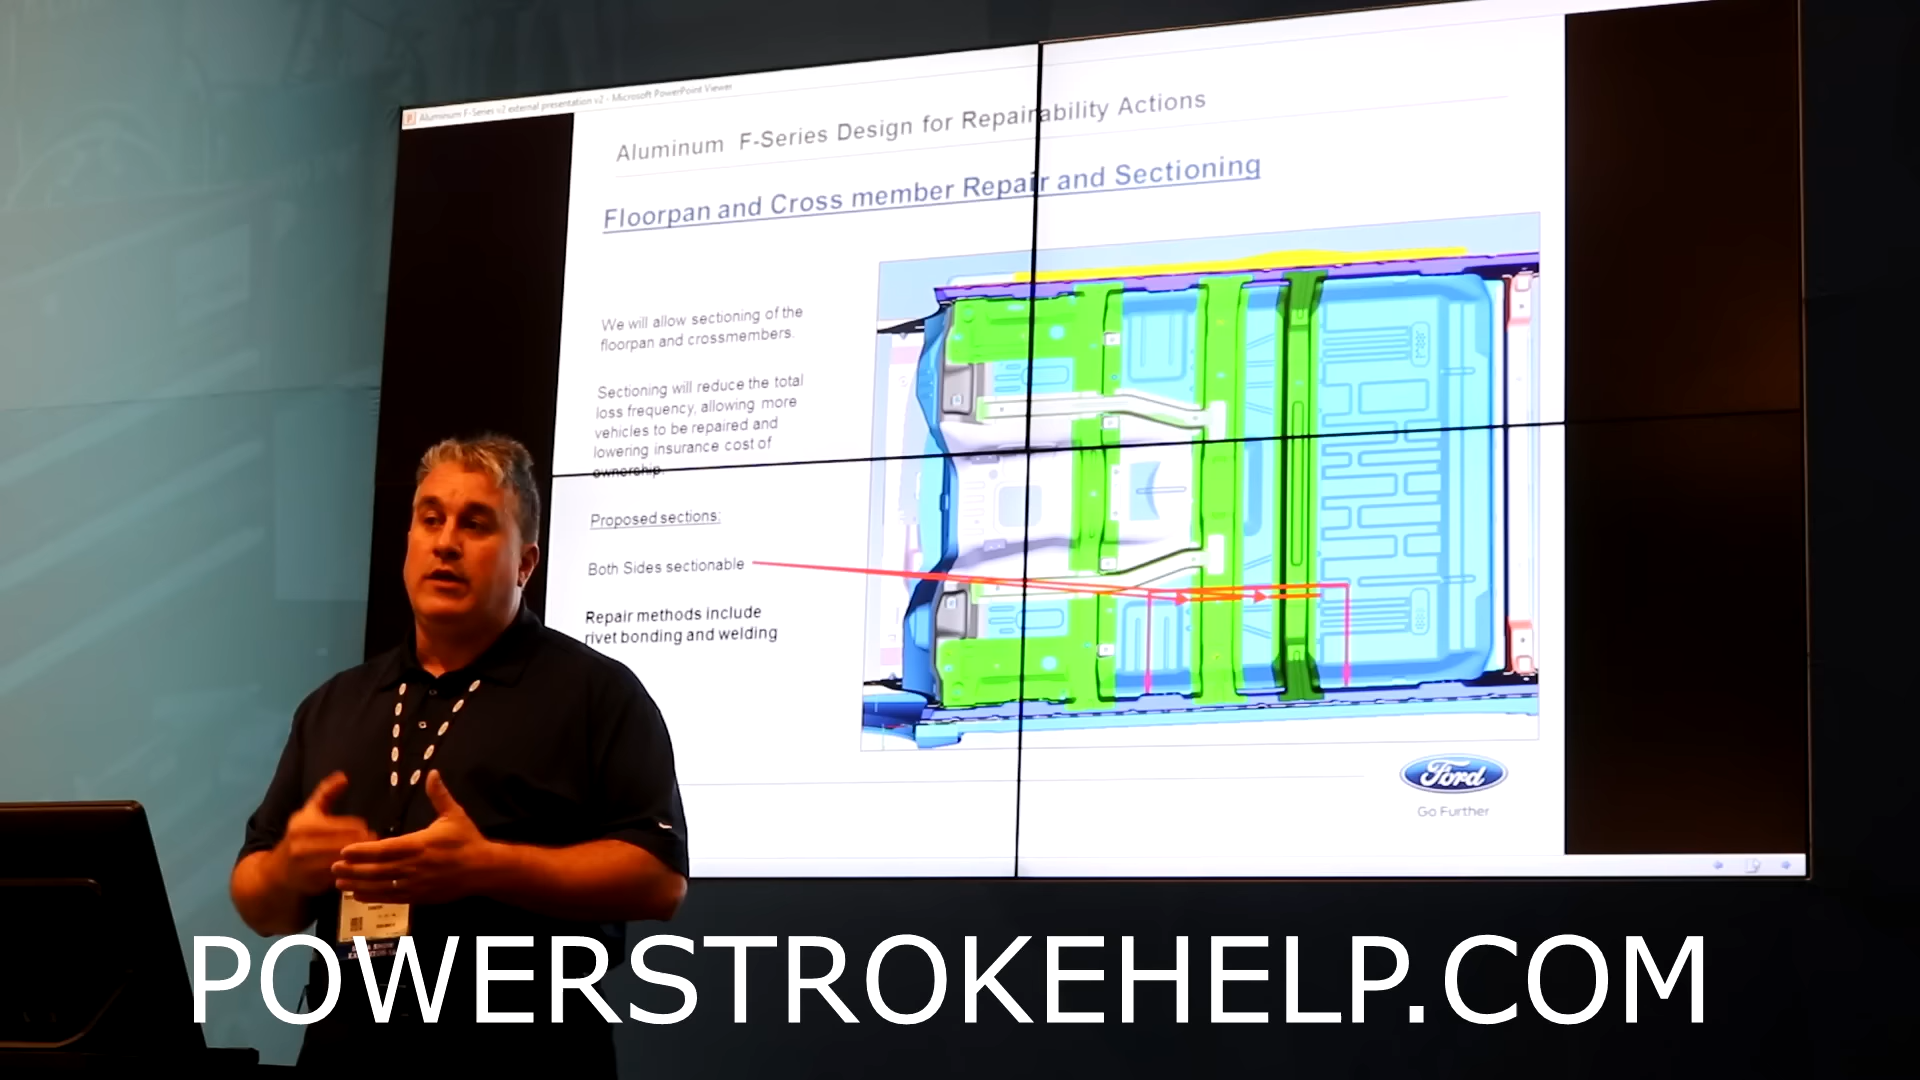 Aluminum F-Series v2 external presentation v2 - Microsoft PowerPoint Viewer
Aluminum F-Series Design for Repairability Actions
Floorpan and Cross member Repair and Sectioning
We will allow sectioning of the
floorpan and crossmembers.
Sectioning will reduce the total
loss frequency, allowing more
vehicles to be repaired and
lowering insurance cost of
ownership.
Proposed sections:
Both Sides sectionable
Repair methods include
rivet bonding and welding
Ford
Go Further
POWERSTROKEHELP.COM